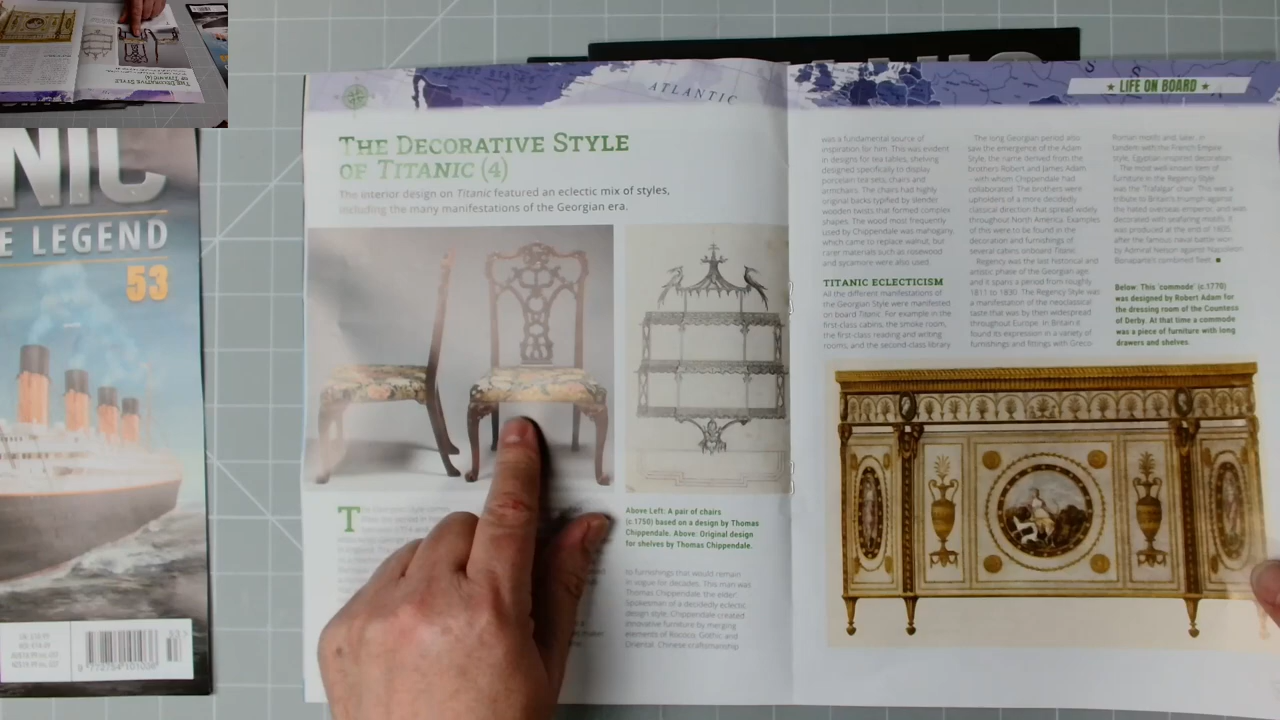 NIC
E LEGEND
53
ATLANTIC
★ LIFE ON BOARD ★
THE DECORATIVE STYLE
OF TITANIC (4)
The interior design on Titanic featured an eclectic mix of styles,
including the many manifestations of the Georgian era.
Above Left: A pair of chairs
(c.1750) based on a design by Thomas
Chippendale. Above: Original design
for shelves by Thomas Chippendale.
to furnishings that would remain
in vogue for decades. This man was
Thomas Chippendale, the elder.
Spokesman of a decidedly eclectic
design style, Chippendale created
innovative furniture by merging
elements of Rococo, Gothic and
Oriental. Chinese craftsmanship
was a fundamental source of
inspiration for him. This was evident
in designs for tea tables, shelving
designed specifically to display
porcelain tea sets, chairs and
armchairs. The chairs had highly
original backs typified by slender
wooden twists that formed complex
shapes. The wood most frequently
used by Chippendale was mahogany,
which came to replace walnut, but
rarer materials such as rosewood
and sycamore were also used.
TITANIC ECLECTICISM
All the different manifestations of
the Georgian Style were manifested
on board Titanic. For example in the
first-class cabins, the smoke room,
the first-class reading and writing
rooms, and the second-class library
The long Georgian period also
saw the emergence of the Adam
Style, the name derived from the
brothers Robert and James Adam
– with whom Chippendale had
collaborated. The brothers were
upholders of a more decidedly
classical direction that spread widely
throughout North America. Examples
of this were to be found in the
decoration and furnishings of
several cabins onboard Titanic.
Regency was the last historical and
artistic phase of the Georgian age
and it spans a period from roughly
1811 to 1830. The Regency Style was
a manifestation of the neoclassical
taste that was by then widespread
throughout Europe. In Britain it
found its expression in a variety of
furnishings and fittings with Greco-
Roman motifs and, later, in
tandem with the French Empire
style, Egyptian-inspired decoration.
The most well-known item of
furniture in the Regency Style
was the 'Trafalgar' chair. This was a
tribute to Britain's triumph against
the hated overseas emperor, and was
decorated with seafaring motifs. It
was produced at the end of 1805,
after the famous naval battle won
by Admiral Nelson against Napoleon
Bonaparte's combined fleet. ■
Below: This 'commode' (c.1770)
was designed by Robert Adam for
the dressing room of the Countess
of Derby. At that time a commode
was a piece of furniture with long
drawers and shelves.